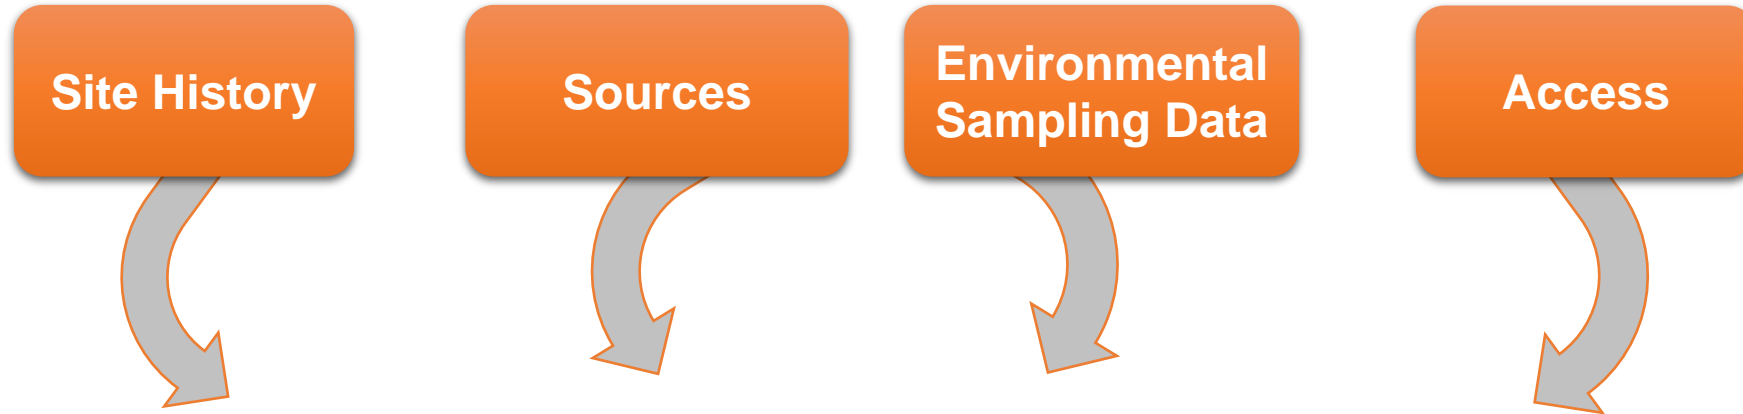 Site History
Sources
Environmental
Sampling Data
Access